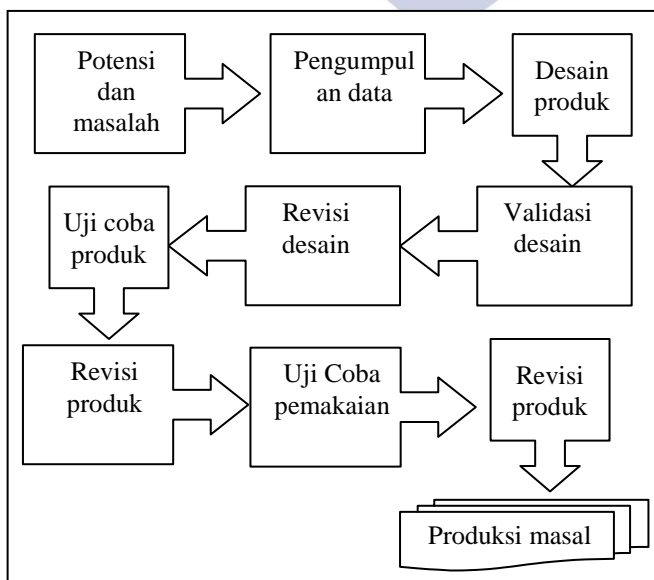 Potensi
dan
masalah
Pengumpul
an data
Desain
produk
Validasi
desain
Revisi
desain
Uji coba
produk
Revisi
produk
Uji Coba
pemakaian
Revisi
produk
Produksi masal